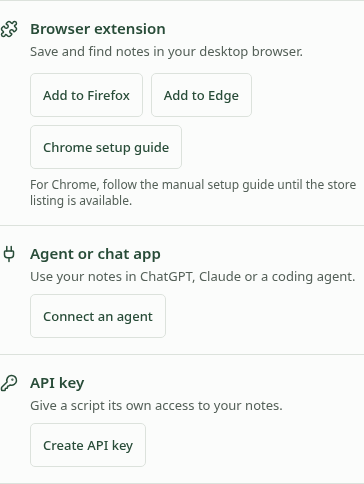 Browser extension
Save and find notes in your desktop browser.
Add to Firefox
Add to Edge
Chrome setup guide
For Chrome, follow the manual setup guide until the store
listing is available.
Agent or chat app
Use your notes in ChatGPT, Claude or a coding agent.
Connect an agent
API key
Give a script its own access to your notes.
Create API key